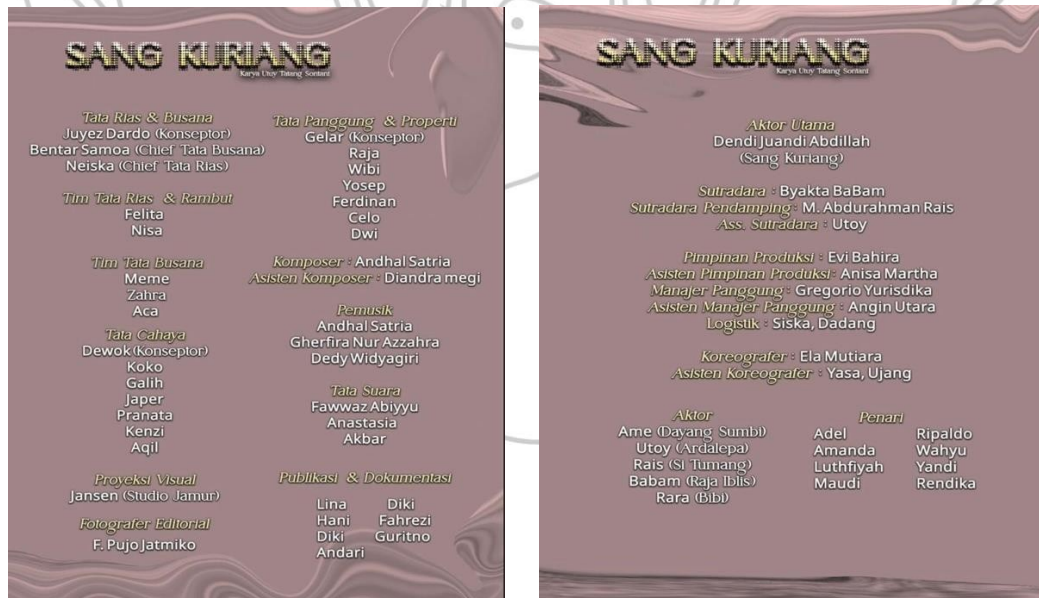 SANG KURIANG
Karya Utuy Tatang Sontani
Tata Rias & Busana
Juyez Dardo (Konseptor)
Bentar Samoa (Chief Tata Busana)
Neiska (Chief Tata Rias)
Tim Tata Rias & Rambut
Felita
Nisa
Tim Tata Busana
Meme
Zahra
Aca
Tata Cahaya
Dewok (Konseptor)
Koko
Galih
Japer
Pranata
Kenzi
Aqil
Proyeksi Visual
Jansen (Studio Jamur)
Fotografer Editorial
F. Pujo Jatmiko
Tata Panggung & Properti
Gelar (Konseptor)
Raja
Wibi
Yosep
Ferdinan
Celo
Dwi
Komposer : Andhal Satria
Asisten Komposer : Diandra megi
Pemusik
Andhal Satria
Gherfira Nur Azzahra
Dedy Widyagiri
Tata Suara
Fawwaz Abiyyu
Anastasia
Akbar
Publikasi & Dokumentasi
Lina Diki
Hani Fahrezi
Diki Guritno
Andari
SANG KURIANG
Karya Utuy Tatang Sontani
Aktor Utama
Dendi Juandi Abdillah
(Sang Kuriang)
Sutradara : Byakta BaBam
Sutradara Pendamping : M. Abdurahman Rais
Ass. Sutradara : Utoy
Pimpinan Produksi : Evi Bahira
Asisten Pimpinan Produksi : Anisa Martha
Manajer Panggung : Gregorio Yurisdika
Asisten Manajer Panggung : Angin Utara
Logistik : Siska, Dadang
Koreografer : Ela Mutiara
Asisten Koreografer : Yasa, Ujang
Aktor
Ame (Dayang Sumbi)
Utoy (Ardalepa)
Rais (Si Tumang)
Babam (Raja Iblis)
Rara (Bibi)
Penari
Adel Ripaldo
Amanda Wahyu
Luthfiyah Yandi
Maudi Rendika